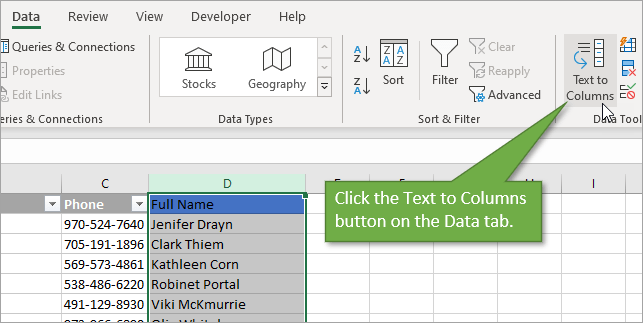 Data Review View Developer Help
Queries & Connections
Properties
Edit Links
Stocks
Geography
Sort
Filter
Clear
Reapply
Advanced
Text to
Columns
eries & Connections
Data Types
Sort & Filter
Data Tool
C D I
Click the Text to Columns
button on the Data tab.
Phone Full Name
970-524-7640 Jenifer Drayn
705-191-1896 Clark Thiem
569-573-4861 Kathleen Corn
538-486-6220 Robinet Portal
491-129-8930 Viki McKmurrie